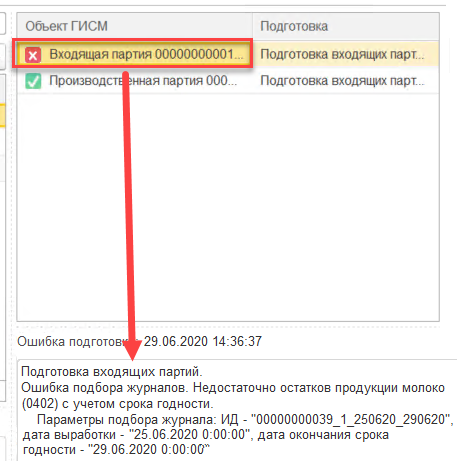 Объект ГИСМ Подготовка
Входящая партия 00000000001... Подготовка входящих парт...
Производственная партия 000... Подготовка входящих парт...
Ошибка подготовк 29.06.2020 14:36:37
Подготовка входящих партий.
Ошибка подбора журналов. Недостаточно остатков продукции молоко
(0402) с учетом срока годности.
Параметры подбора журнала: ИД - "00000000039_1_250620_290620",
дата выработки - "25.06.2020 0:00:00", дата окончания срока
годности - "29.06.2020 0:00:00"